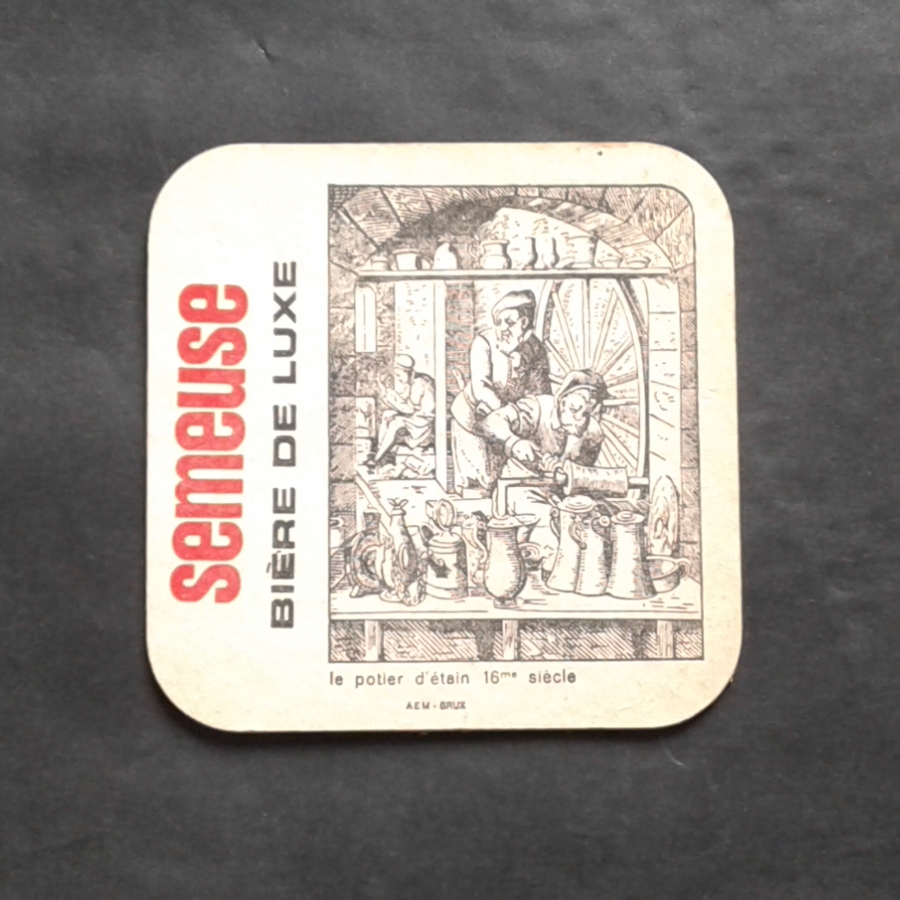 semeuse
BIÈRE DE LUXE
le potier d'étain 16me siècle
AEM - BRUX